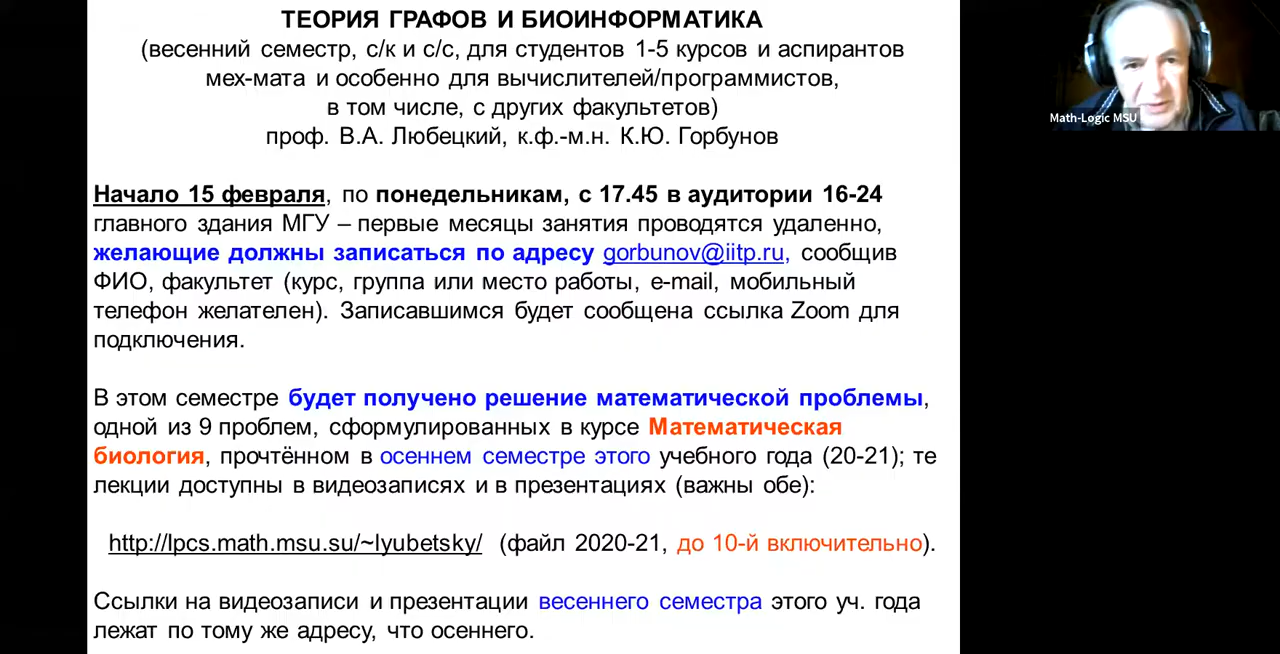 ТЕОРИЯ ГРАФОВ И БИОИНФОРМАТИКА
(весенний семестр, с/к и с/с, для студентов 1-5 курсов и аспирантов
мех-мата и особенно для вычислителей/программистов,
в том числе, с других факультетов)
проф. В.А. Любецкий, к.ф.-м.н. К.Ю. Горбунов
Начало 15 февраля, по понедельникам, с 17.45 в аудитории 16-24
главного здания МГУ – первые месяцы занятия проводятся удаленно,
желающие должны записаться по адресу gorbunov@iitp.ru, сообщив
ФИО, факультет (курс, группа или место работы, e-mail, мобильный
телефон желателен). Записавшимся будет сообщена ссылка Zoom для
подключения.
В этом семестре будет получено решение математической проблемы,
одной из 9 проблем, сформулированных в курсе Математическая
биология, прочтённом в осеннем семестре этого учебного года (20-21); те
лекции доступны в видеозаписях и в презентациях (важны обе):
http://lpcs.math.msu.su/~lyubetsky/ (файл 2020-21, до 10-й включительно).
Ссылки на видеозаписи и презентации весеннего семестра этого уч. года
лежат по тому же адресу, что осеннего.
Math-Logic MSU